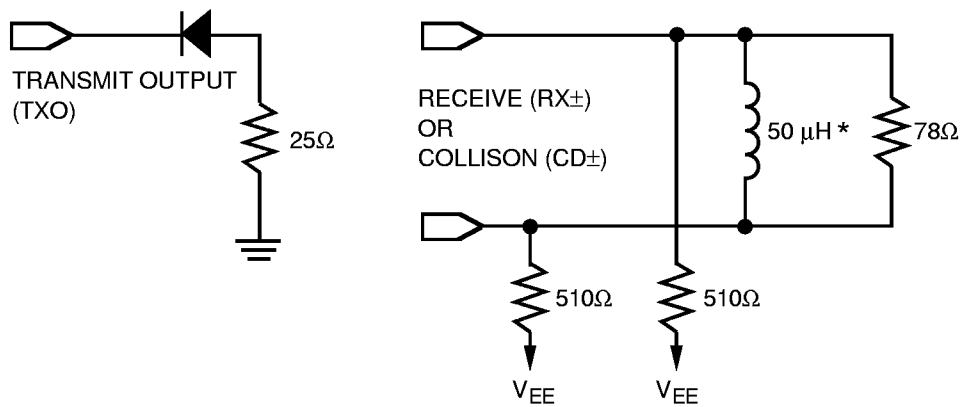 TRANSMIT OUTPUT
(TXO)
25Ω
RECEIVE (RX±)
OR
COLLISON (CD±)
50 µH *
78Ω
510Ω
510Ω
VEE
VEE